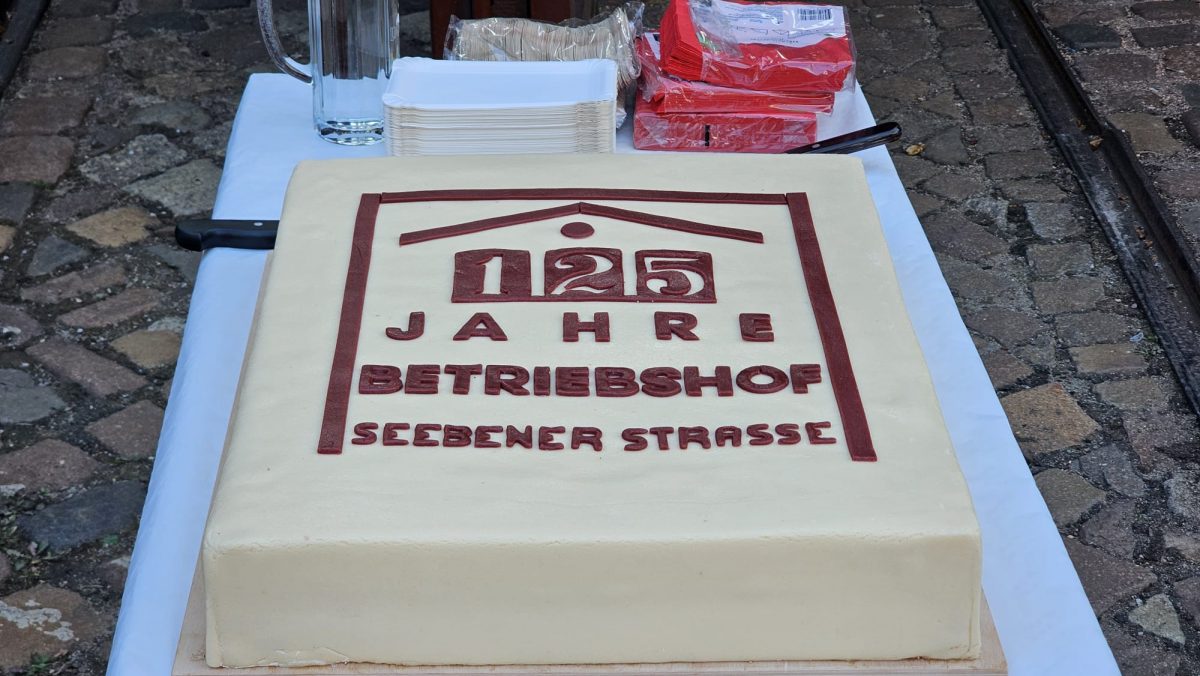 125
JAHRE
BETRIEBSHOF
SEEBENER STRASSE